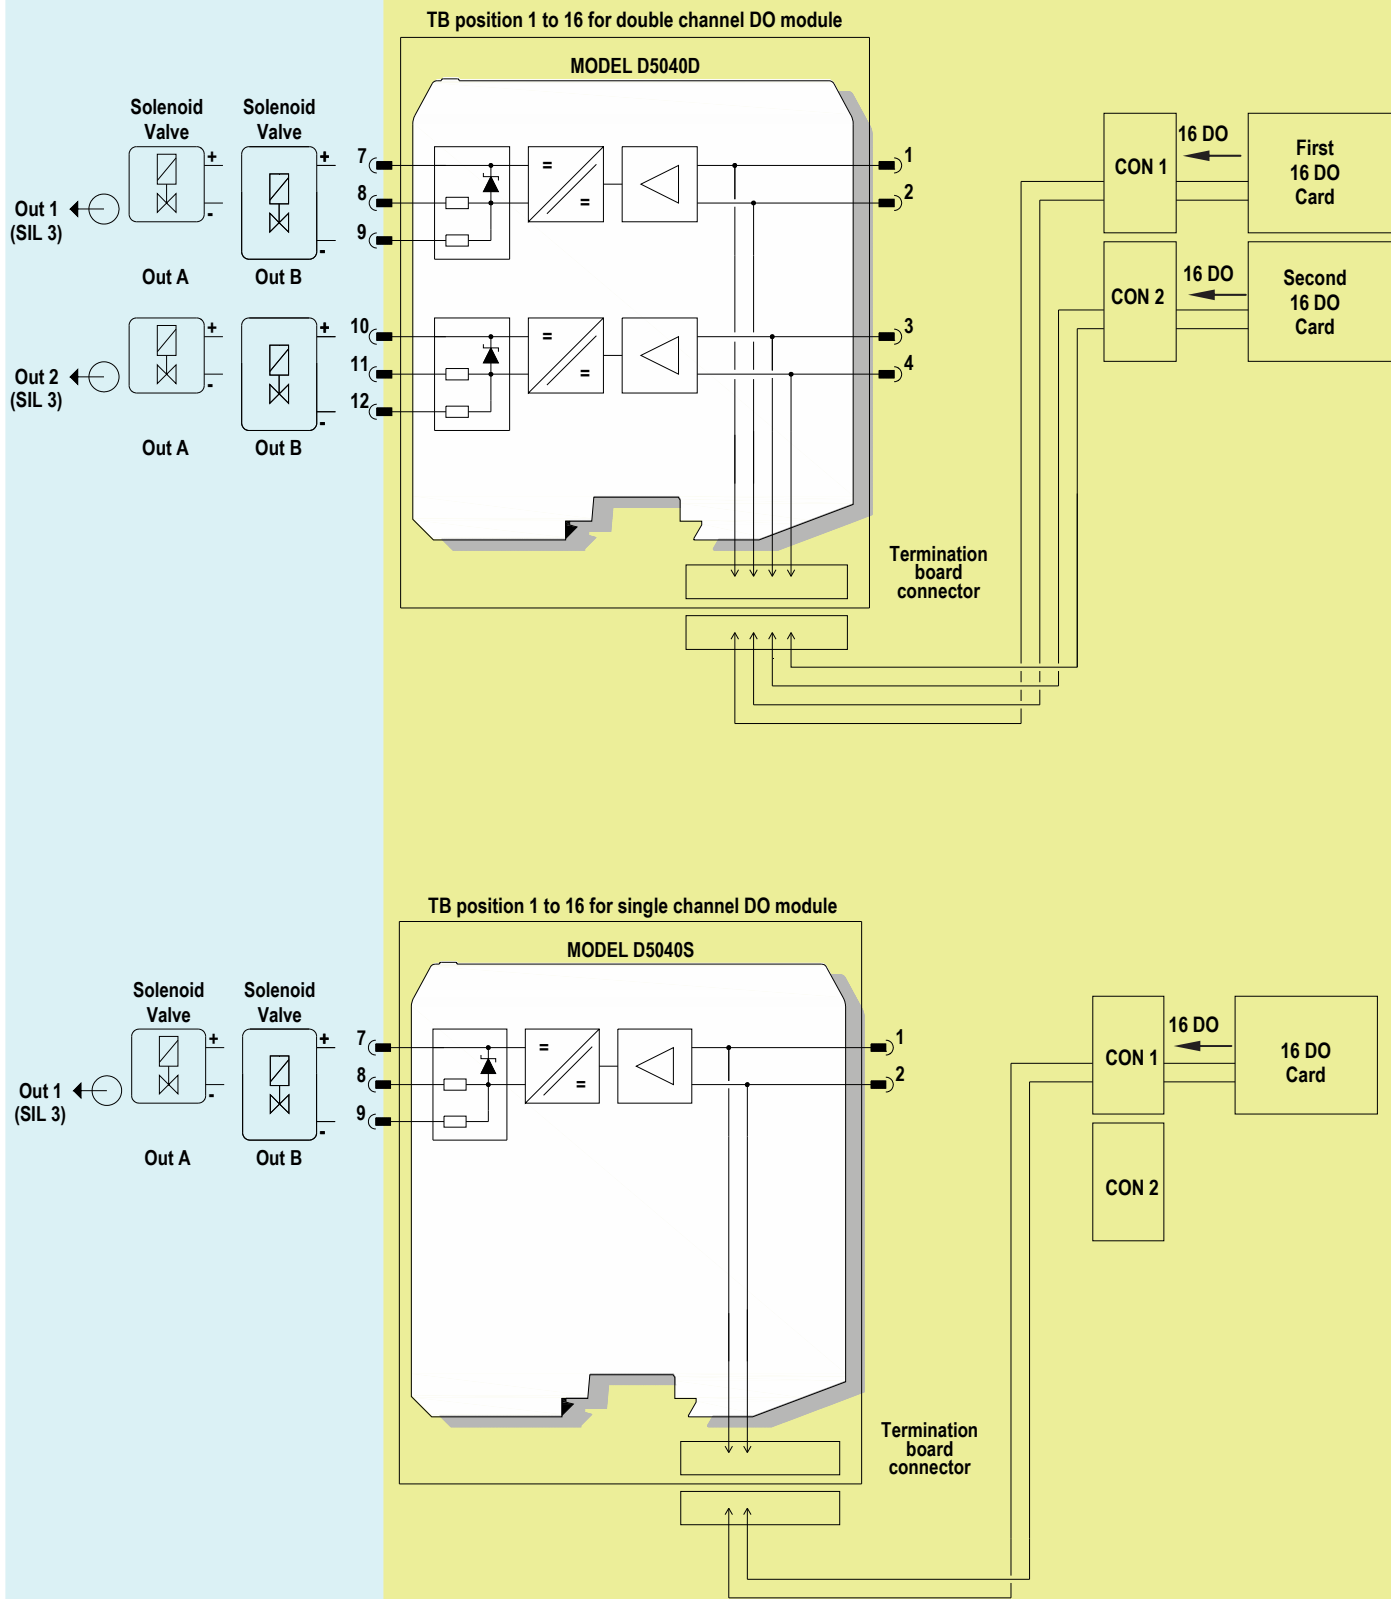 TB position 1 to 16 for double channel DO module
MODEL D5040D
Solenoid
Valve
Solenoid
Valve
+
-
+
-
Out 1
(SIL 3)
Out A
Out B
7
8
9
=
=
1
2
CON 1
16 DO
First
16 DO
Card
+
-
+
-
Out 2
(SIL 3)
Out A
Out B
10
11
12
=
=
3
4
CON 2
16 DO
Second
16 DO
Card
Termination
board
connector
TB position 1 to 16 for single channel DO module
MODEL D5040S
Solenoid
Valve
Solenoid
Valve
+
-
+
-
Out 1
(SIL 3)
Out A
Out B
7
8
9
=
=
1
2
CON 1
16 DO
16 DO
Card
CON 2
Termination
board
connector